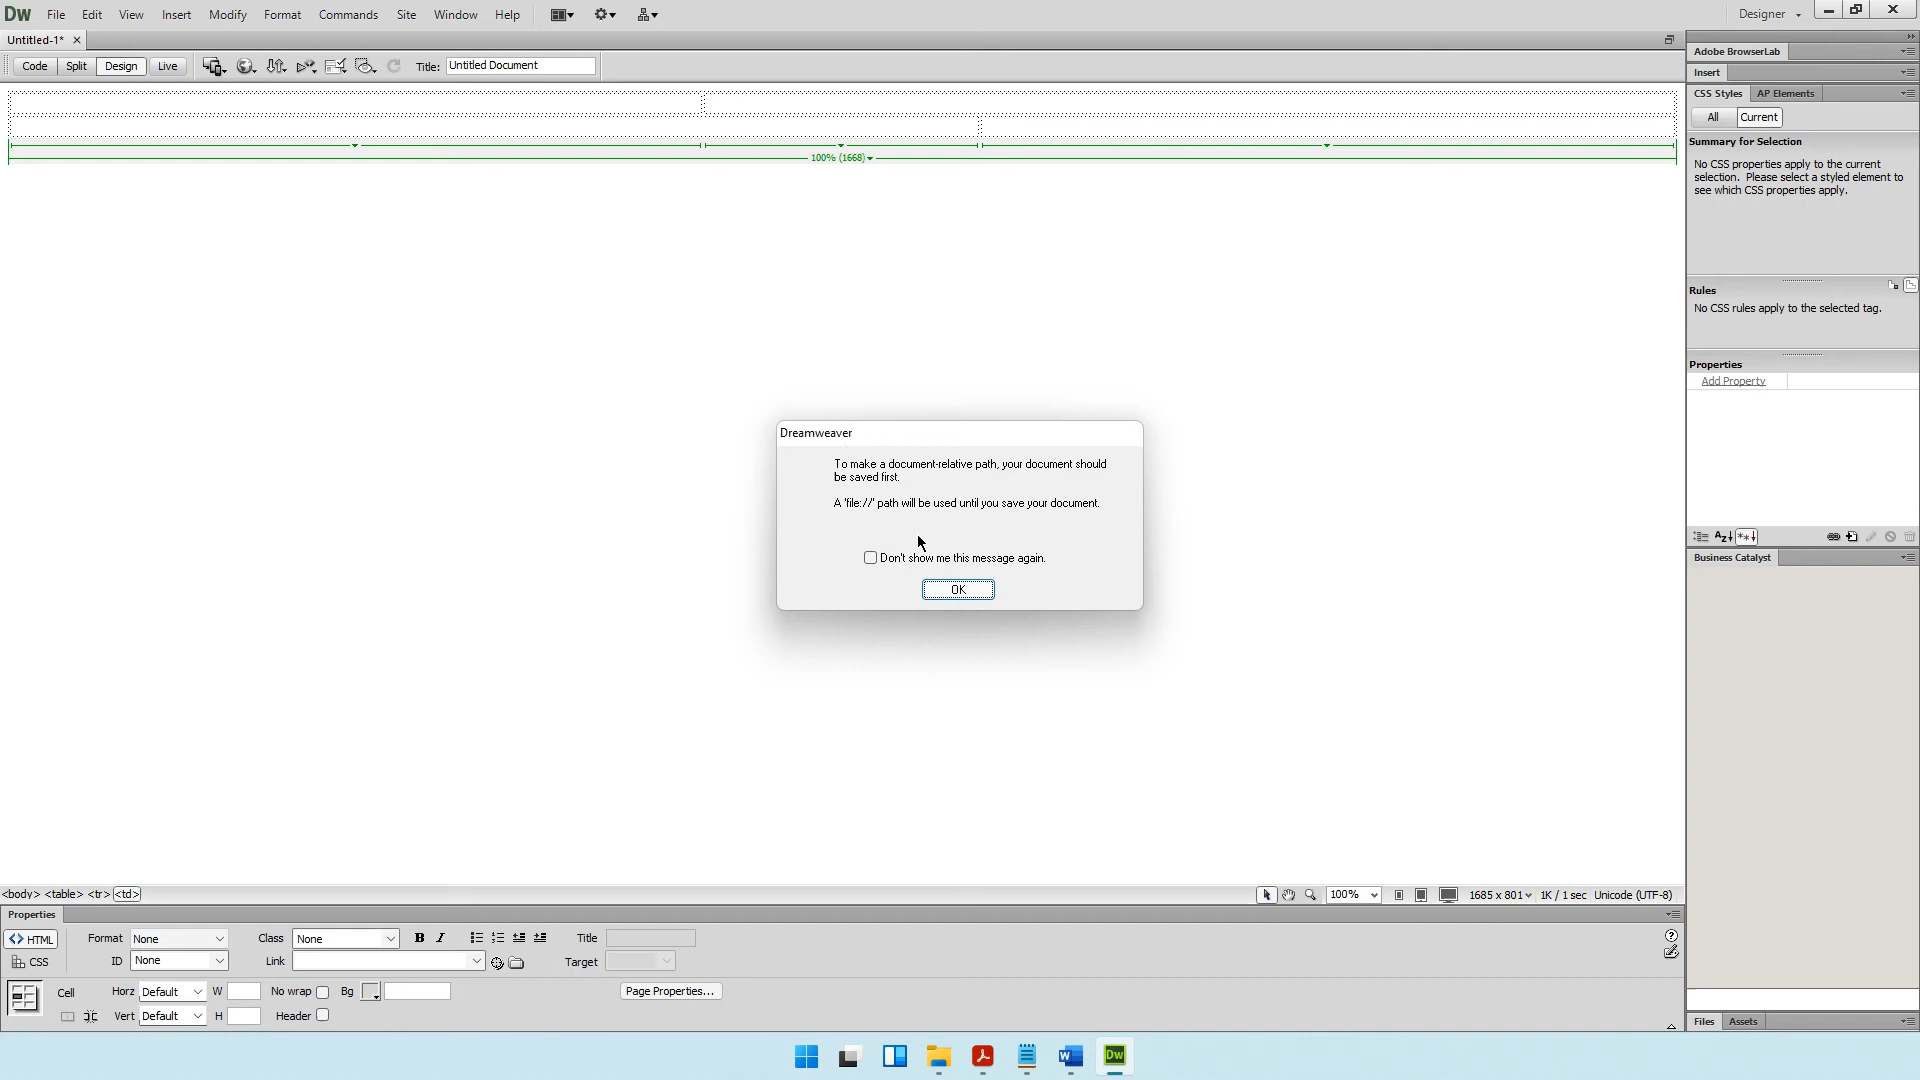 Dw File Edit View Insert Modify Format Commands Site Window Help Designer
Untitled-1*
Code Split Design Live Title: Untitled Document
Adobe BrowserLab
Insert
CSS Styles AP Elements
All Current
Summary for Selection
No CSS properties apply to the current
selection. Please select a styled element to
see which CSS properties apply.
100% (1668)
Rules
No CSS rules apply to the selected tag.
Properties
Add Property
Dreamweaver
To make a document-relative path, your document should
be saved first.
A 'file://' path will be used until you save your document.
Don't show me this message again.
OK
Business Catalyst
<body> <table> <tr> <td> 100% 1685 x 801 1K / 1 sec Unicode (UTF-8)
Properties
HTML Format None Class None B I Title
CSS ID None Link Target
Cell Horz Default W No wrap Bg Page Properties...
Vert Default H Header
Files Assets
W Dw